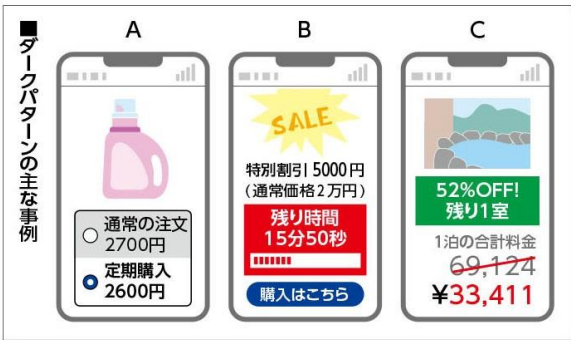 ■ダークパターンの主な事例
A
通常の注文
2700円
定期購入
2600円
B
SALE
特別割引5000円
(通常価格2万円)
残り時間
15分50秒
購入はこちら
C
52%OFF!
残り1室
1泊の合計料金
69,124
¥33,411